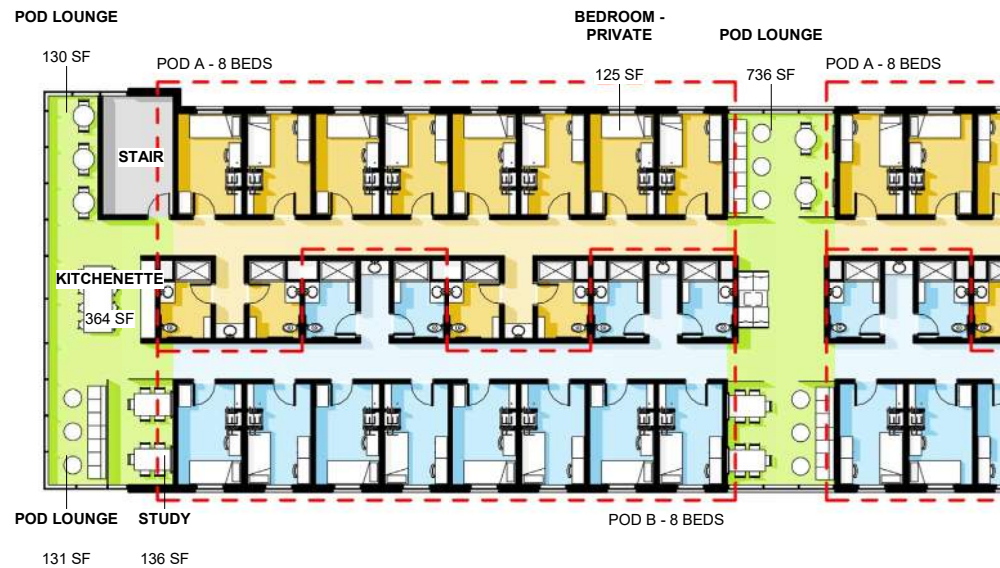 POD LOUNGE
130 SF
POD A - 8 BEDS
BEDROOM -
PRIVATE
125 SF
POD LOUNGE
736 SF
POD A - 8 BEDS
STAIR
KITCHENETTE
364 SF
POD LOUNGE
131 SF
STUDY
136 SF
POD B - 8 BEDS